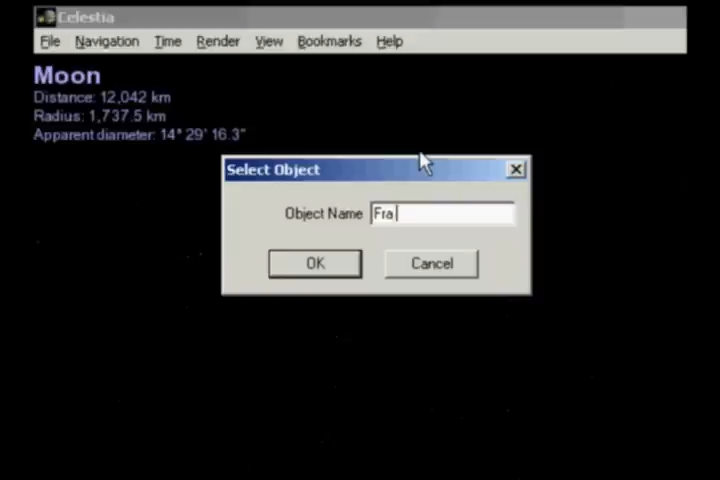 Celestia
File Navigation Time Render View Bookmarks Help
Moon
Distance: 12,042 km
Radius: 1,737.5 km
Apparent diameter: 14° 29' 16.3"
Select Object
Object Name Fra
OK Cancel